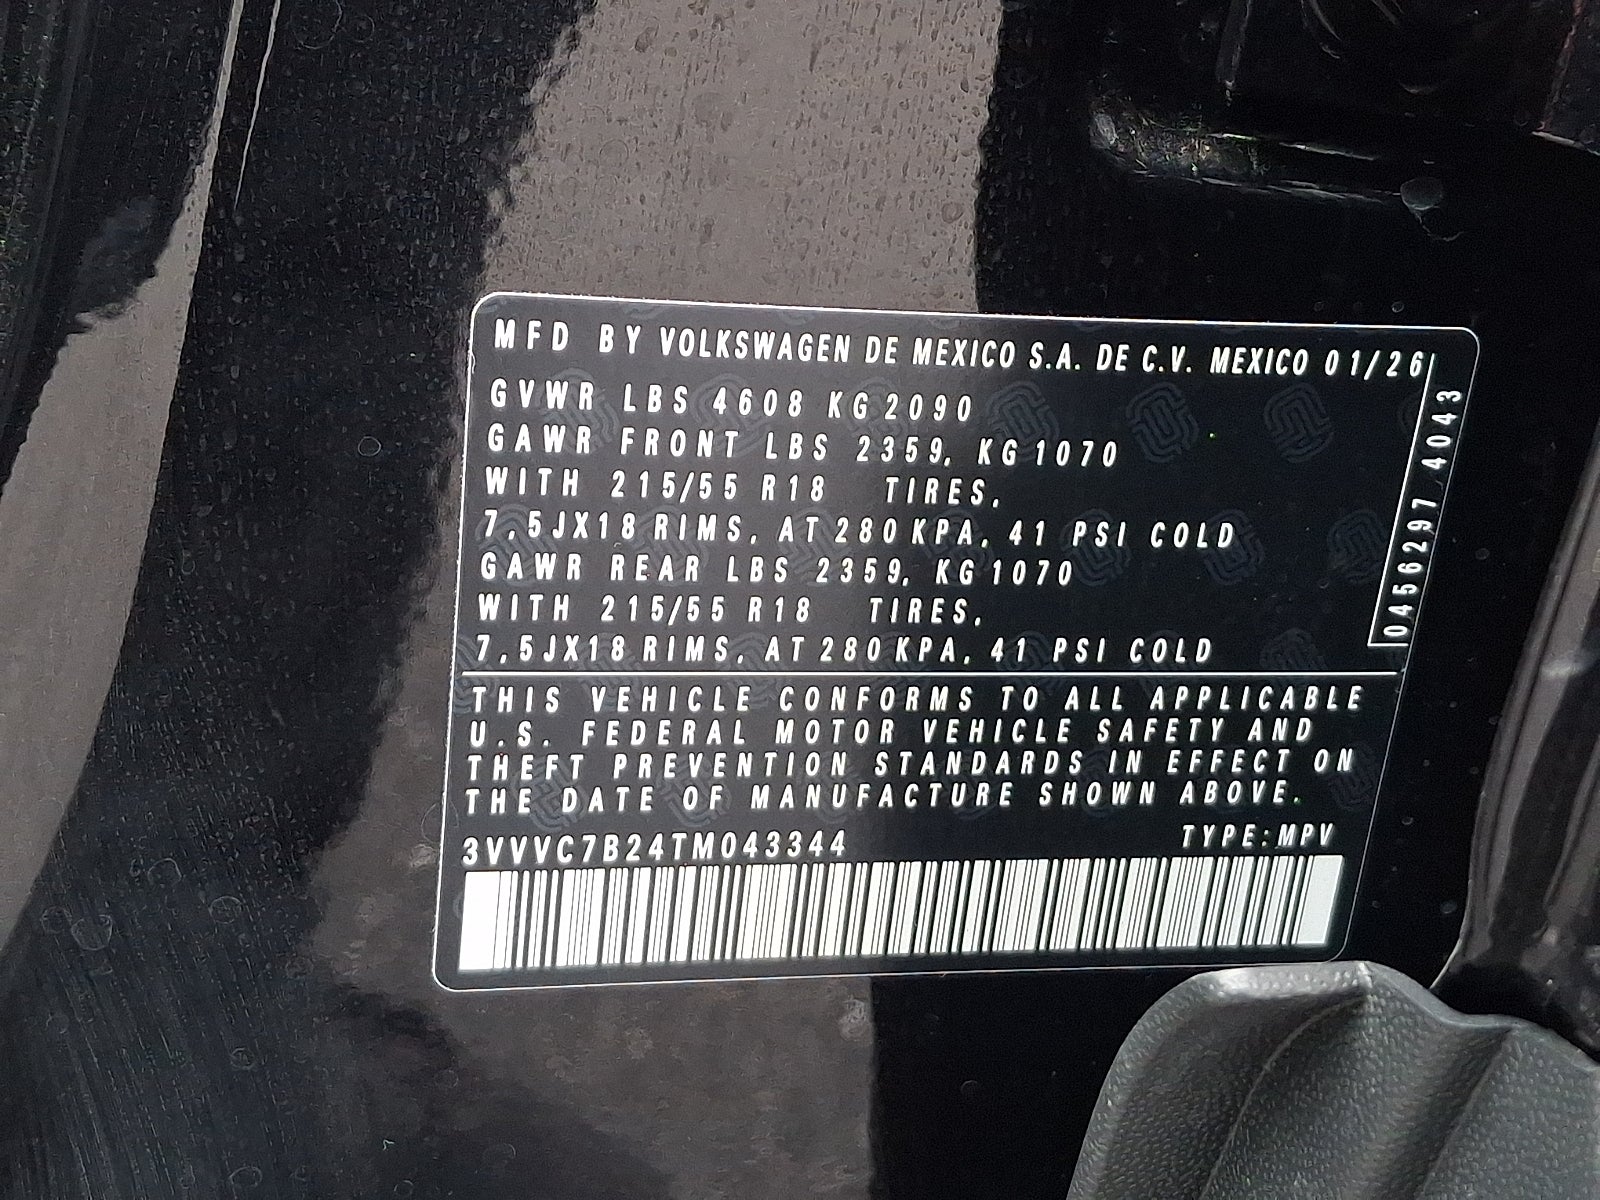 MFD BY VOLKSWAGEN DE MEXICO S.A. DE C.V. MEXICO 01/26
GVWR LBS 4608 KG 2090
GAWR FRONT LBS 2359, KG 1070
WITH 215/55 R18 TIRES,
7,5JX18 RIMS, AT 280 KPA, 41 PSI COLD
GAWR REAR LBS 2359, KG 1070
WITH 215/55 R18 TIRES,
7,5JX18 RIMS, AT 280 KPA, 41 PSI COLD
0456297 4043
THIS VEHICLE CONFORMS TO ALL APPLICABLE
U.S. FEDERAL MOTOR VEHICLE SAFETY AND
THEFT PREVENTION STANDARDS IN EFFECT ON
THE DATE OF MANUFACTURE SHOWN ABOVE.
3VVVC7B24TM043344 TYPE: MPV